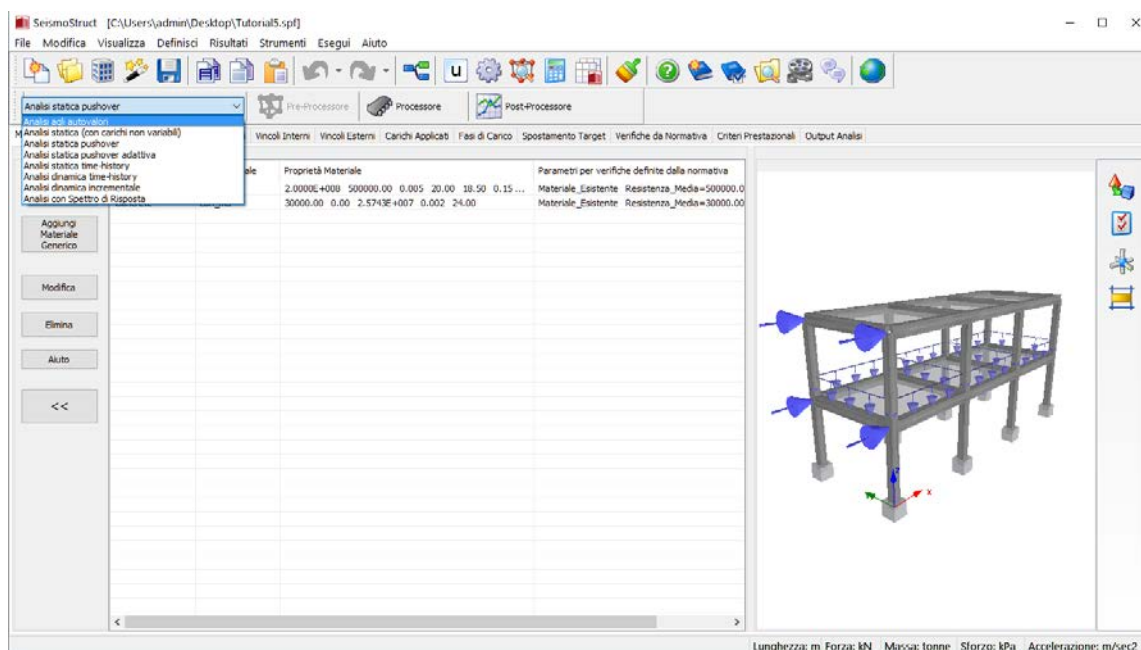 SeismoStruct [C:\Users\admin\Desktop\Tutorial5.spf]
File Modifica Visualizza Definisci Risultati Strumenti Esegui Aiuto
u
Analisi statica pushover
Pre-Processore
Processore
Post-Processore
Analisi agli autovalori
Analisi statica (con carichi non variabili)
Analisi statica pushover
Analisi statica pushover adattiva
Analisi statica time-history
Analisi dinamica time-history
Analisi dinamica incrementale
Analisi con Spettro di Risposta
Vincoli Interni Vincoli Esterni Carichi Applicati Fasi di Carico Spostamento Target Verifiche da Normativa Criteri Prestazionali Output Analisi
ale Proprietà Materiale Parametri per verifiche definite dalla normativa
2.0000E+008 500000.00 0.005 20.00 18.50 0.15... Materiale_Esistente Resistenza_Media=500000.0
30000.00 0.00 2.5743E+007 0.002 24.00 Materiale_Esistente Resistenza_Media=30000.00
Aggiungi
Materiale
Generico
Modifica
Elimina
Aiuto
<<
z
x
Lunghezza: m Forza: kN Massa: tonne Sforzo: kPa Accelerazione: m/sec2